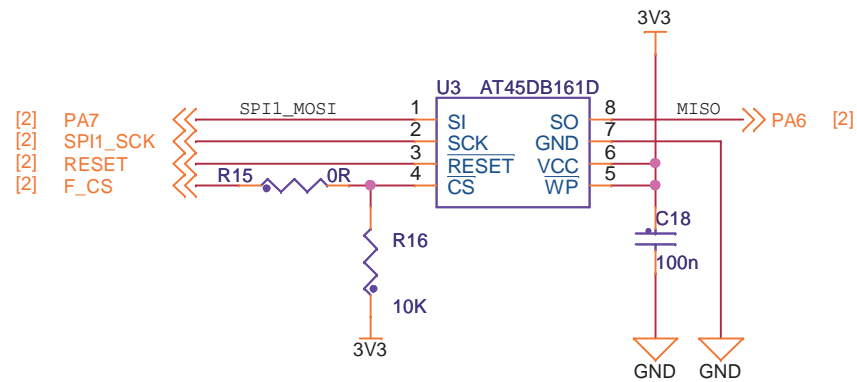 3V3
U3 AT45DB161D
[2] PA7 SPI1_MOSI 1 SI SO 8 MISO PA6 [2]
[2] SPI1_SCK 2 SCK GND 7
[2] RESET 3 RESET VCC 6
[2] F_CS R15 0R 4 CS WP 5
C18
R16
100n
10K
3V3
GND GND